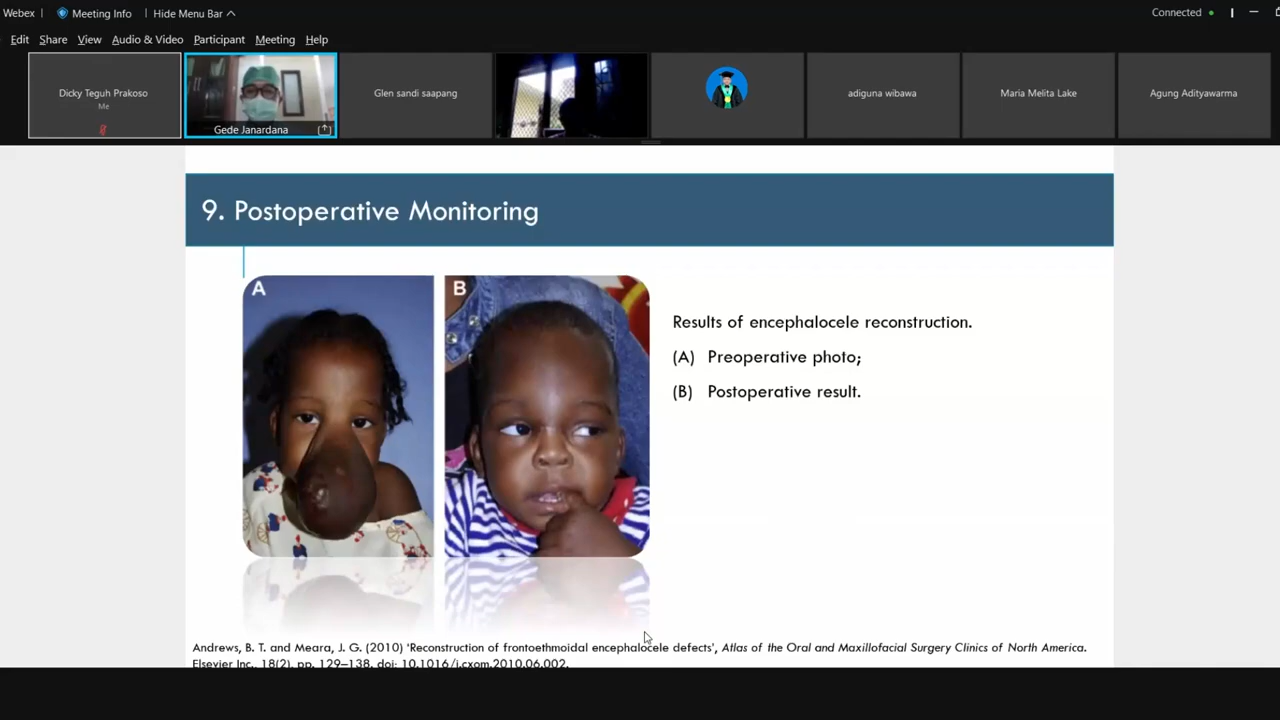 Webex
Meeting Info
Hide Menu Bar
Connected
Edit Share View Audio & Video Participant Meeting Help
Dicky Teguh Prakoso
Me
Gede Janardana
Glen sandi saapang
adiguna wibawa
Maria Melita Lake
Agung Adityawarma
9. Postoperative Monitoring
A
B
Results of encephalocele reconstruction.
(A) Preoperative photo;
(B) Postoperative result.
Andrews, B. T. and Meara, J. G. (2010) 'Reconstruction of frontoethmoidal encephalocele defects', Atlas of the Oral and Maxillofacial Surgery Clinics of North America.
Elsevier Inc., 18(2), pp. 129–138. doi: 10.1016/j.cxom.2010.06.002.